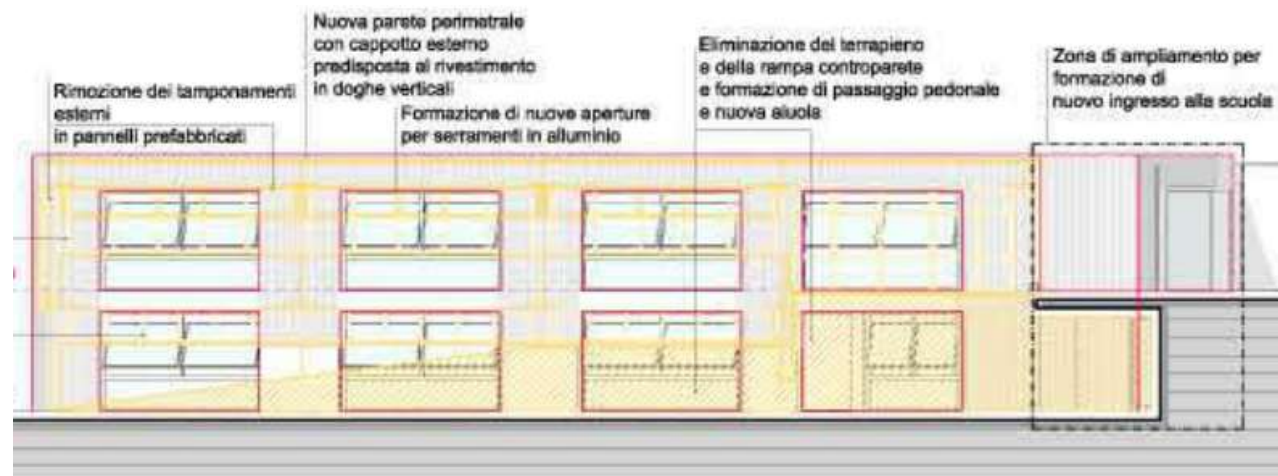 Nuova parete perimetrale
con cappotto esterno
predisposta al rivestimento
in doghe verticali
Rimozione dei tamponamenti
esterni
in pannelli prefabbricati
Formazione di nuove aperture
per serramenti in alluminio
Eliminazione del terrapieno
e della rampa controparete
e formazione di passaggio pedonale
e nuova aiuola
Zona di ampliamento per
formazione di
nuovo ingresso alla scuola